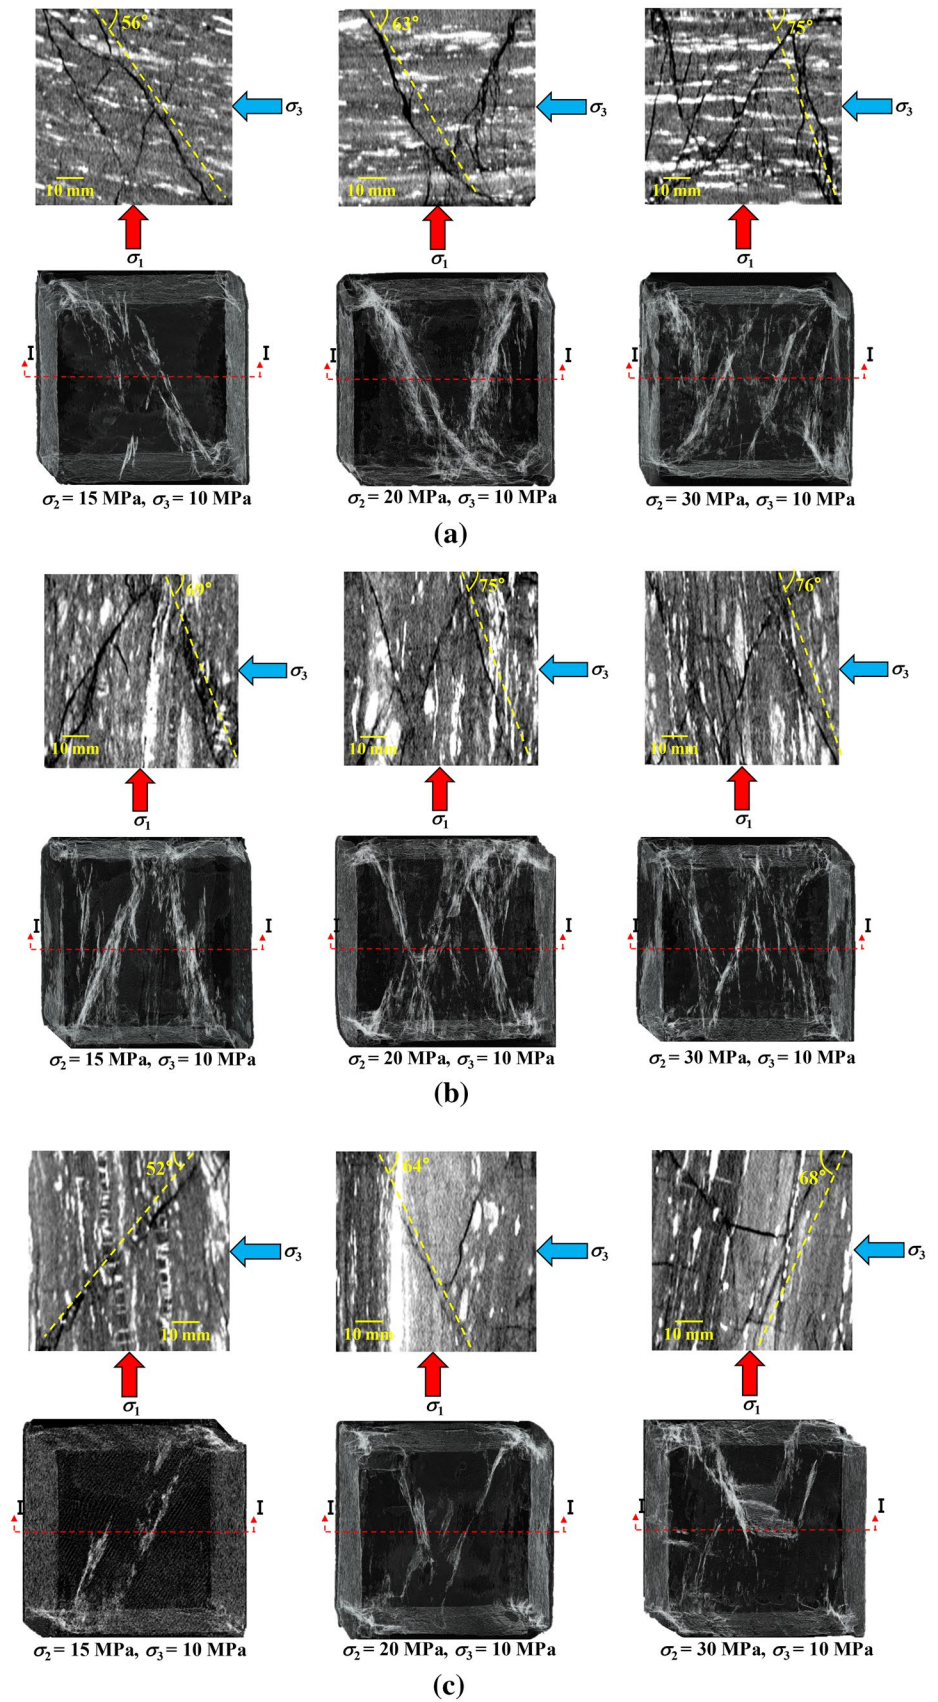 56° 63° 75°
σ3 σ3 σ3
10 mm 10 mm 10 mm
σ1 σ1 σ1
I I I I I I
σ2 = 15 MPa, σ3 = 10 MPa σ2 = 20 MPa, σ3 = 10 MPa σ2 = 30 MPa, σ3 = 10 MPa
(a)
69° 75° 76°
σ3 σ3 σ3
10 mm 10 mm 10 mm
σ1 σ1 σ1
I I I I I I
σ2 = 15 MPa, σ3 = 10 MPa σ2 = 20 MPa, σ3 = 10 MPa σ2 = 30 MPa, σ3 = 10 MPa
(b)
52° 64° 68°
σ3 σ3 σ3
10 mm 10 mm 10 mm
σ1 σ1 σ1
I I I I I I
σ2 = 15 MPa, σ3 = 10 MPa σ2 = 20 MPa, σ3 = 10 MPa σ2 = 30 MPa, σ3 = 10 MPa
(c)